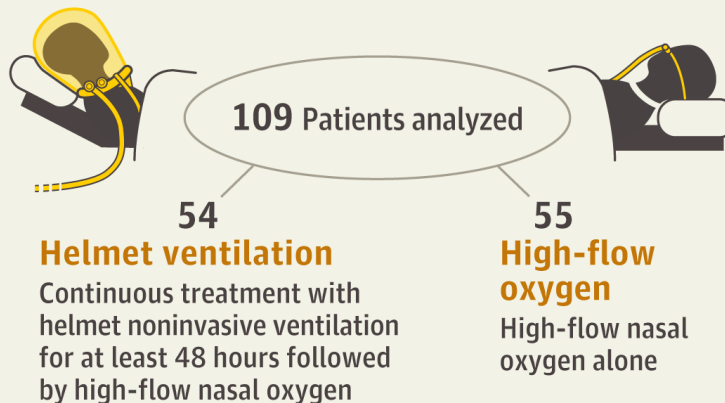 109 Patients analyzed
54
Helmet ventilation
Continuous treatment with
helmet noninvasive ventilation
for at least 48 hours followed
by high-flow nasal oxygen
55
High-flow
oxygen
High-flow nasal
oxygen alone